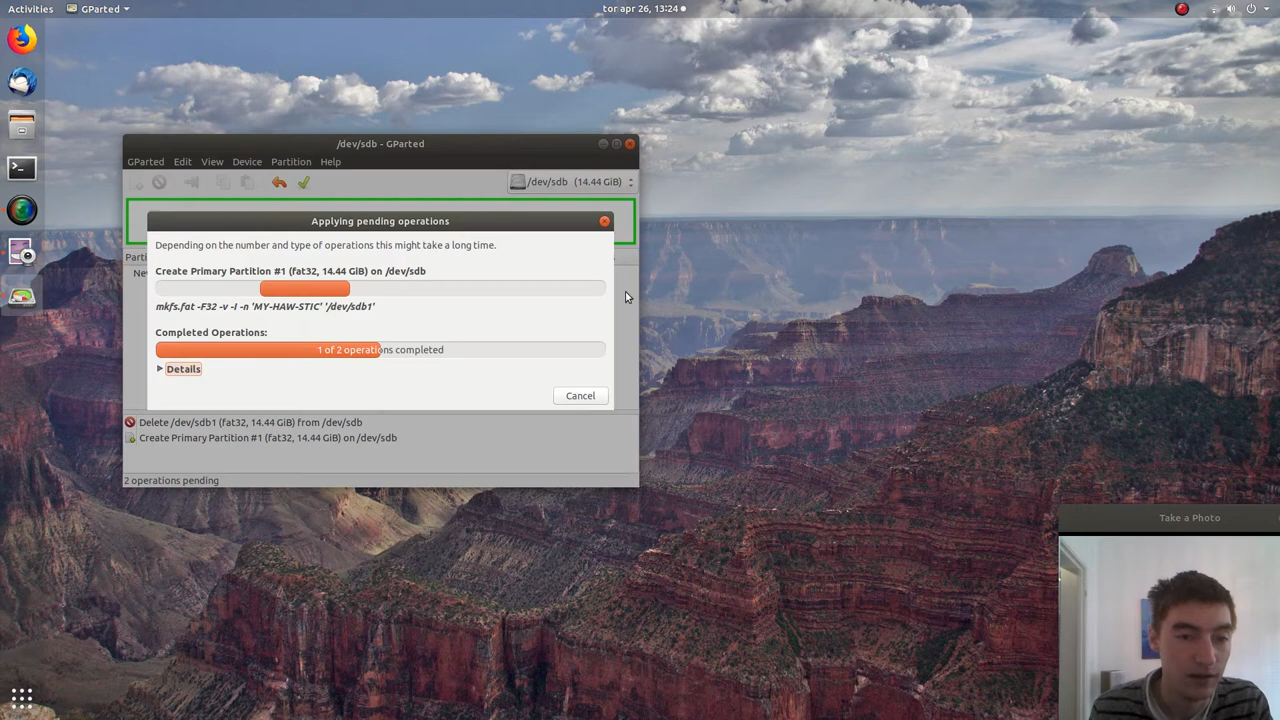 Activities
GParted
tor apr 26, 13:24
/dev/sdb - GParted
GParted Edit View Device Partition Help
/dev/sdb (14.44 GiB)
Applying pending operations
Depending on the number and type of operations this might take a long time.
Create Primary Partition #1 (fat32, 14.44 GiB) on /dev/sdb
mkfs.fat -F32 -v -I -n 'MY-HAW-STIC' '/dev/sdb1'
Completed Operations:
1 of 2 operations completed
Details
Cancel
Parti
Ne
Delete /dev/sdb1 (fat32, 14.44 GiB) from /dev/sdb
Create Primary Partition #1 (fat32, 14.44 GiB) on /dev/sdb
2 operations pending
Take a Photo